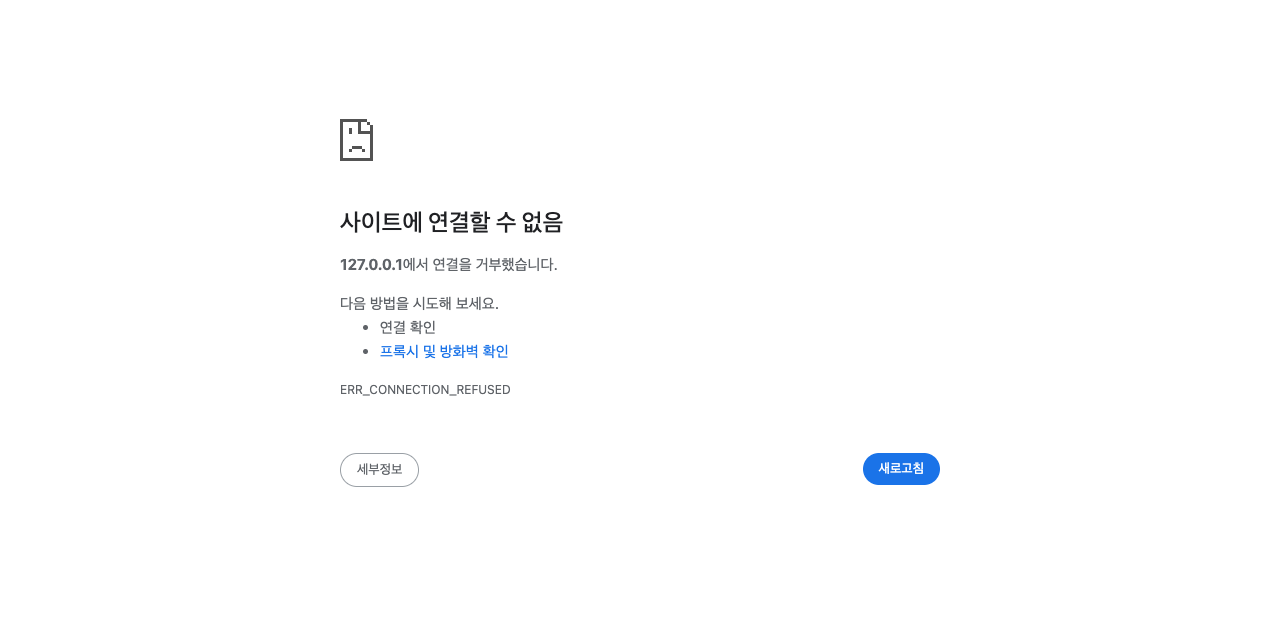 사이트에 연결할 수 없음
127.0.0.1에서 연결을 거부했습니다.
다음 방법을 시도해 보세요.
연결 확인
프록시 및 방화벽 확인
ERR_CONNECTION_REFUSED
세부정보
새로고침